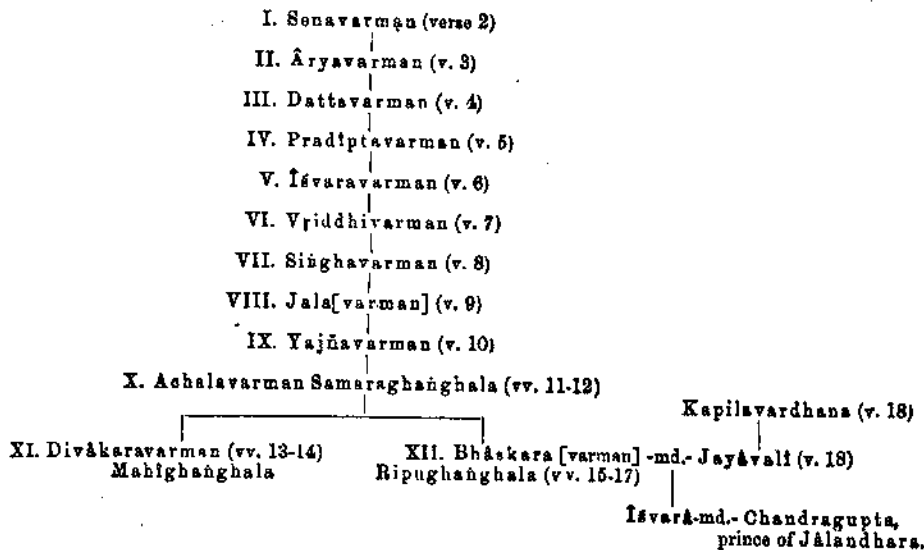 I. Senavarman (verse 2)
II. Âryavarman (v. 3)
III. Dattavarman (v. 4)
IV. Pradîptavarman (v. 5)
V. Îśvaravarman (v. 6)
VI. Vṛiddhivarman (v. 7)
VII. Siṅghavarman (v. 8)
VIII. Jala[varman] (v. 9)
IX. Yajñavarman (v. 10)
X. Achalavarman Samaraghaṅghala (vv. 11-12)
Kapilavardhana (v. 18)
XI. Divâkaravarman (vv. 13-14)
Mahîghaṅghala
XII. Bhâskara [varman] -md.- Jayâvalî (v. 18)
Ripughaṅghala (vv. 15-17)
Îśvarâ-md.- Chandragupta,
prince of Jâlandhara.